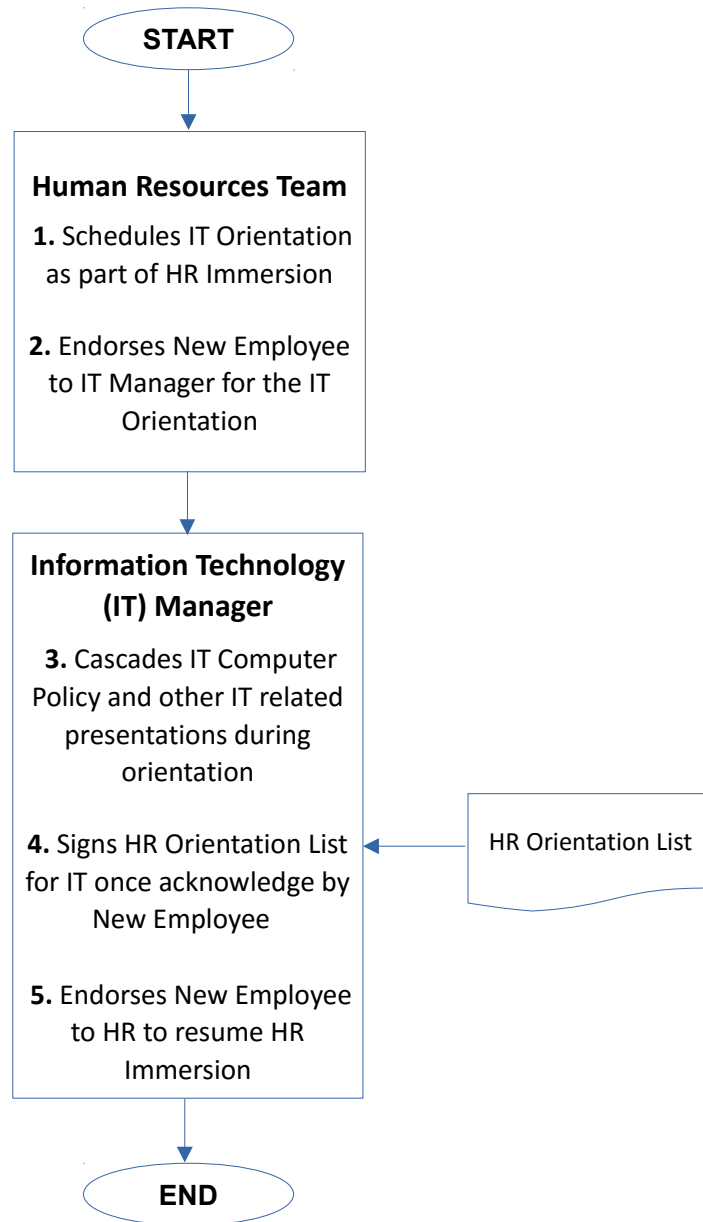 START
Human Resources Team
1. Schedules IT Orientation
as part of HR Immersion
2. Endorses New Employee
to IT Manager for the IT
Orientation
Information Technology
(IT) Manager
3. Cascades IT Computer
Policy and other IT related
presentations during
orientation
4. Signs HR Orientation List
for IT once acknowledge by
New Employee
HR Orientation List
5. Endorses New Employee
to HR to resume HR
Immersion
END